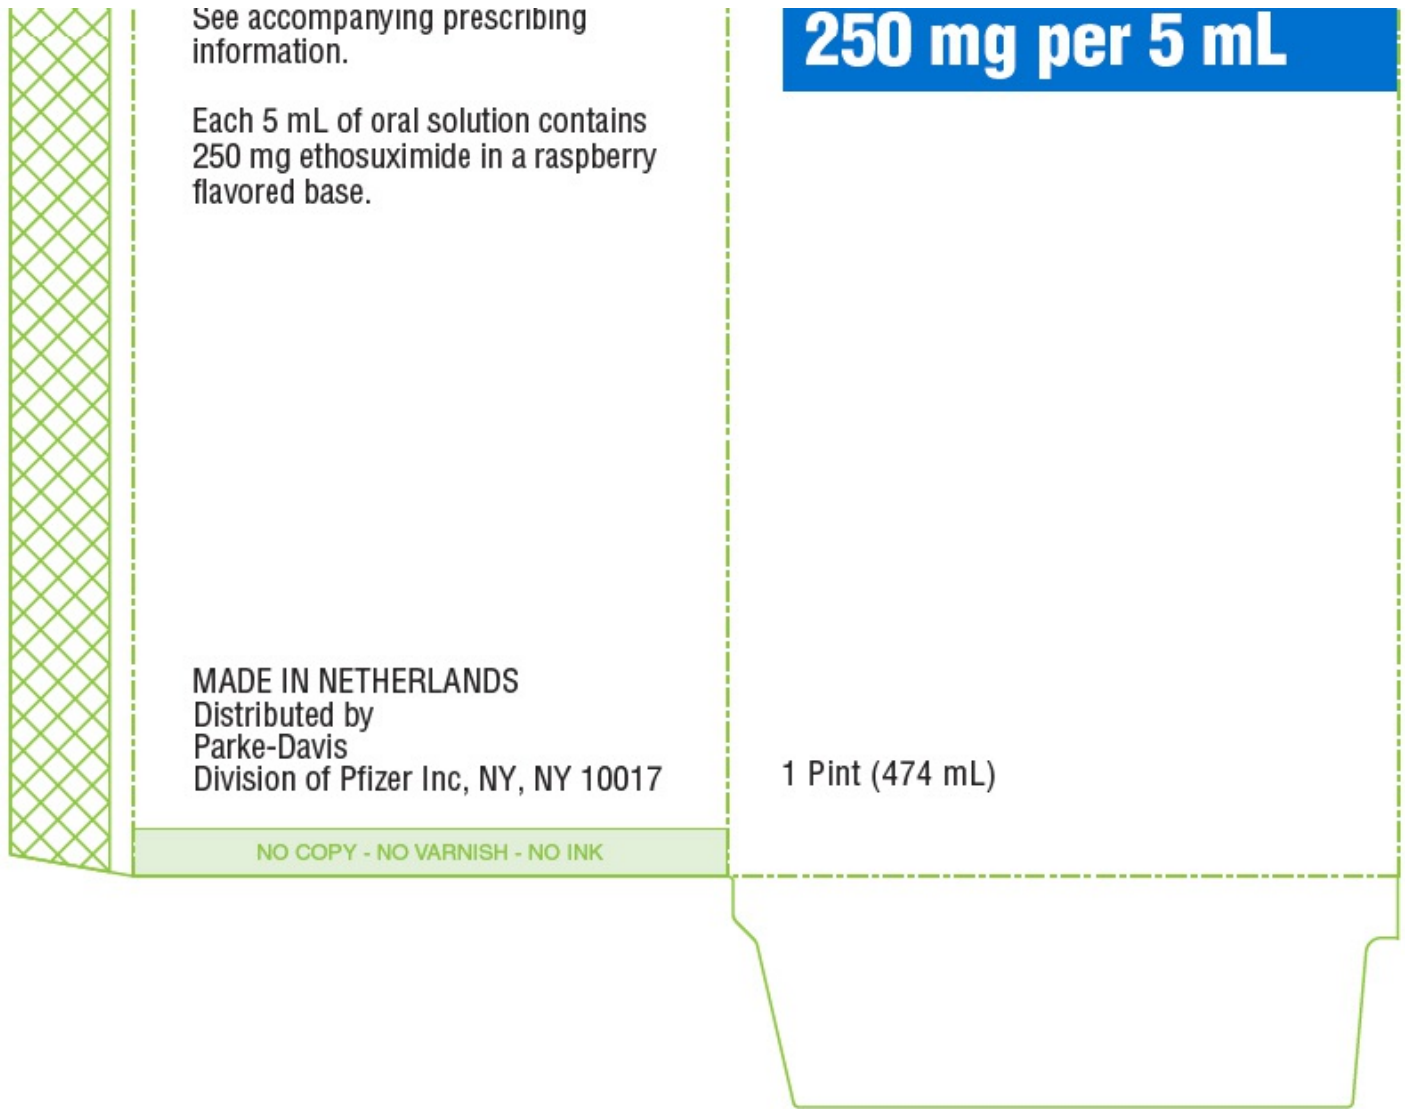 See accompanying prescribing
information.
Each 5 mL of oral solution contains
250 mg ethosuximide in a raspberry
flavored base.
MADE IN NETHERLANDS
Distributed by
Parke-Davis
Division of Pfizer Inc, NY, NY 10017
NO COPY - NO VARNISH - NO INK
250 mg per 5 mL
1 Pint (474 mL)